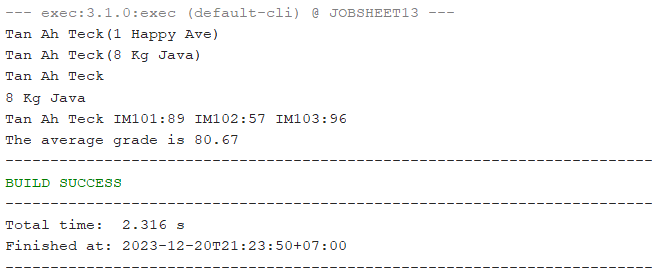 --- exec:3.1.0:exec (default-cli) @ JOBSHEET13 ---
Tan Ah Teck(1 Happy Ave)
Tan Ah Teck(8 Kg Java)
Tan Ah Teck
8 Kg Java
Tan Ah Teck IM101:89 IM102:57 IM103:96
The average grade is 80.67
------------------------------------------------------------------------
BUILD SUCCESS
------------------------------------------------------------------------
Total time:  2.316 s
Finished at: 2023-12-20T21:23:50+07:00
------------------------------------------------------------------------